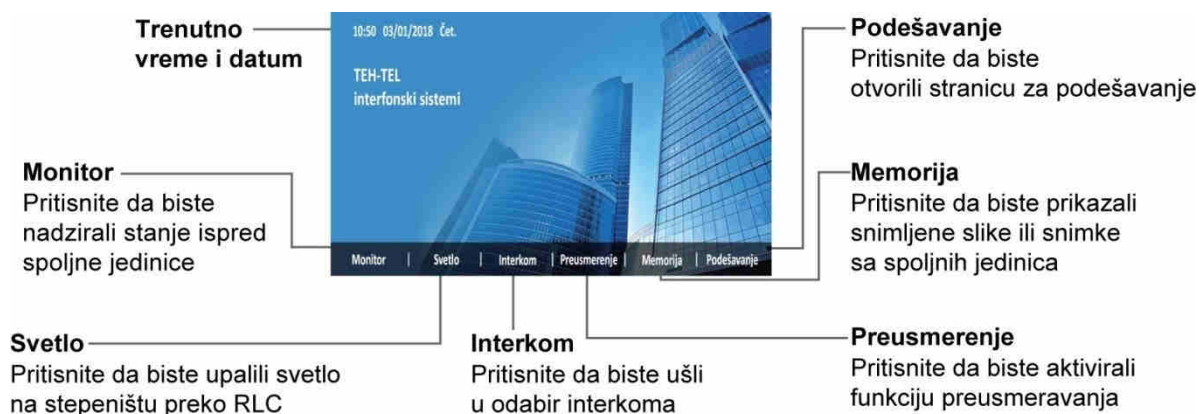 Trenutno
vreme i datum
10:50 03/01/2018 Čet.
TEH-TEL
interfonski sistemi
Podešavanje
Pritisnite da biste
otvorili stranicu za podešavanje
Monitor
Pritisnite da biste
nadzirali stanje ispred
spoljne jedinice
Memorija
Pritisnite da biste prikazali
snimljene slike ili snimke
sa spoljnih jedinica
Monitor | Svetlo | Interkom | Preusmerenje | Memorija | Podešavanje
Svetlo
Pritisnite da biste upalili svetlo
na stepeništu preko RLC
Interkom
Pritisnite da biste ušli
u odabir interkoma
Preusmerenje
Pritisnite da biste aktivirali
funkciju preusmeravanja